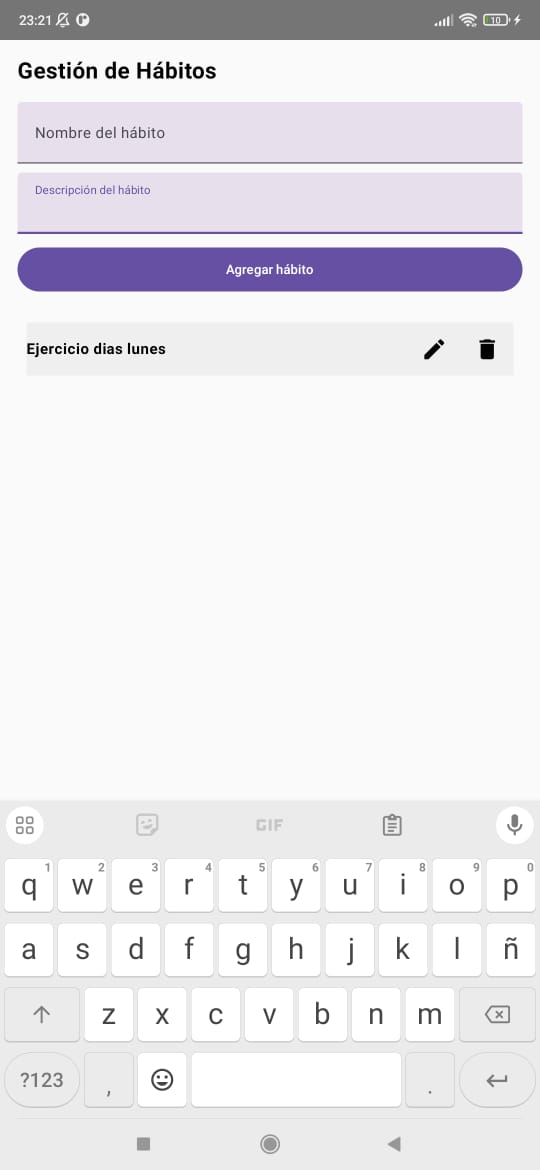 23:21 10
Gestión de Hábitos
Nombre del hábito
Descripción del hábito
Agregar hábito
Ejercicio dias lunes
GIF
1 2 3 4 5 6 7 8 9 0
q w e r t y u i o p
a s d f g h j k l ñ
z x c v b n m
?123 , .